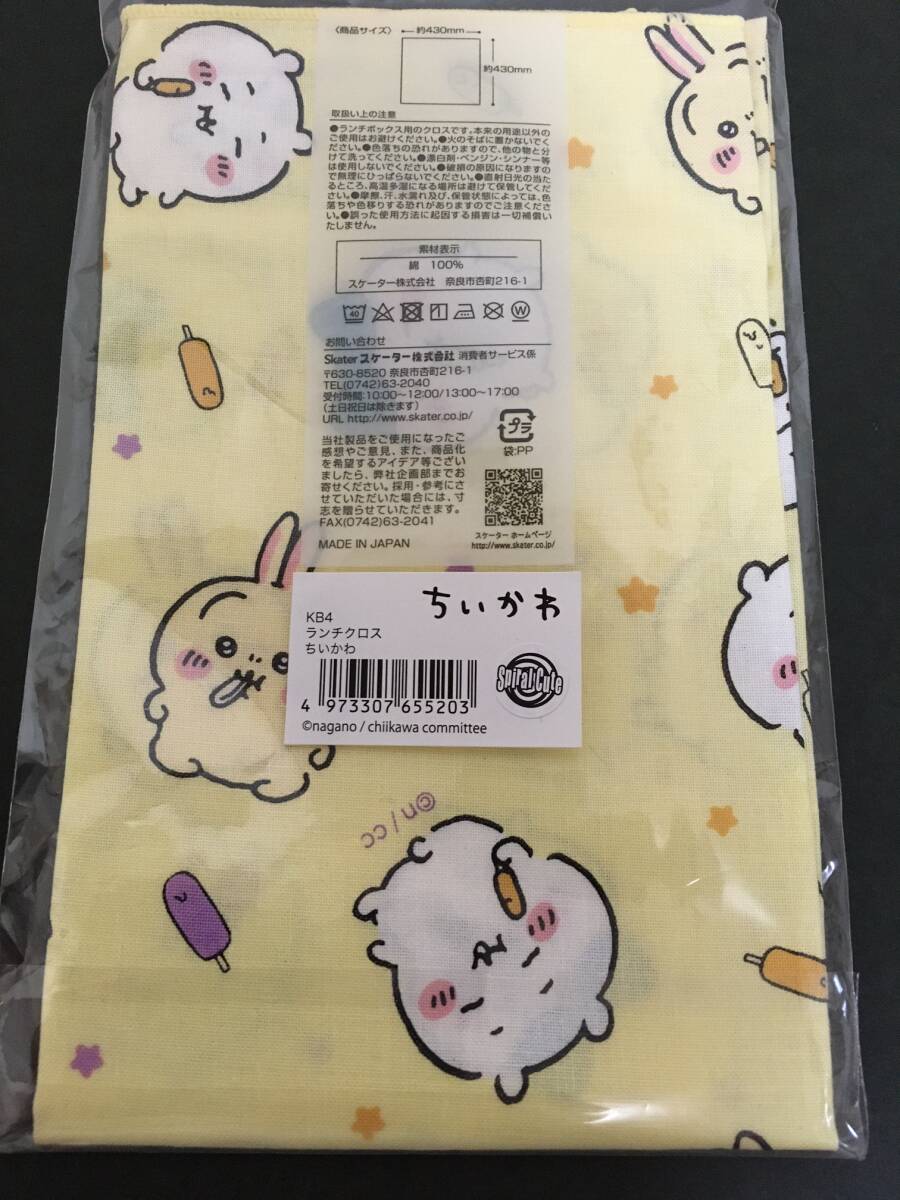 〈商品サイズ〉
約430mm
約430mm
取扱い上の注意
●ランチボックス用のクロスです。本来の用途以外の
ご使用はお避けください。●火のそばに置かないでく
ださい。●色落ちの恐れがありますので、他の物と分
けて洗ってください。●漂白剤・ベンジン・シンナー等
は使用しないでください。●破損の原因になりますの
で無理にひっぱらないでください。●直射日光の当た
るところ、高温多湿になる場所は避けて保管してくだ
さい。●摩擦、汗、水濡れ及び、保管状態によっては、色
落ちや色移りする恐れがありますのでご注意くださ
い。●誤った使用方法に起因する損害は一切補償い
たしません。
素材表示
綿 100%
スケーター株式会社 奈良市杏町216-1
40
W
お問い合わせ
Skater スケーター株式会社 消費者サービス係
〒630-8520 奈良市杏町216-1
TEL(0742)63-2040
受付時間:10:00~12:00/13:00~17:00
(土日祝日は除きます)
URL http://www.skater.co.jp/
プラ
袋:PP
当社製品をご使用になったご
感想やご意見、また、商品化
を希望するアイデア等ござい
ましたら、弊社企画部までお
寄せください。採用・参考にさ
せていただいた場合には、寸
志を贈らせていただきます。
FAX(0742)63-2041
スケーター ホームページ
http://www.skater.co.jp/
MADE IN JAPAN
ちいかわ
KB4
ランチクロス
ちいかわ
Spiral Cute
4 973307 655203
©nagano / chiikawa committee
©n/cc